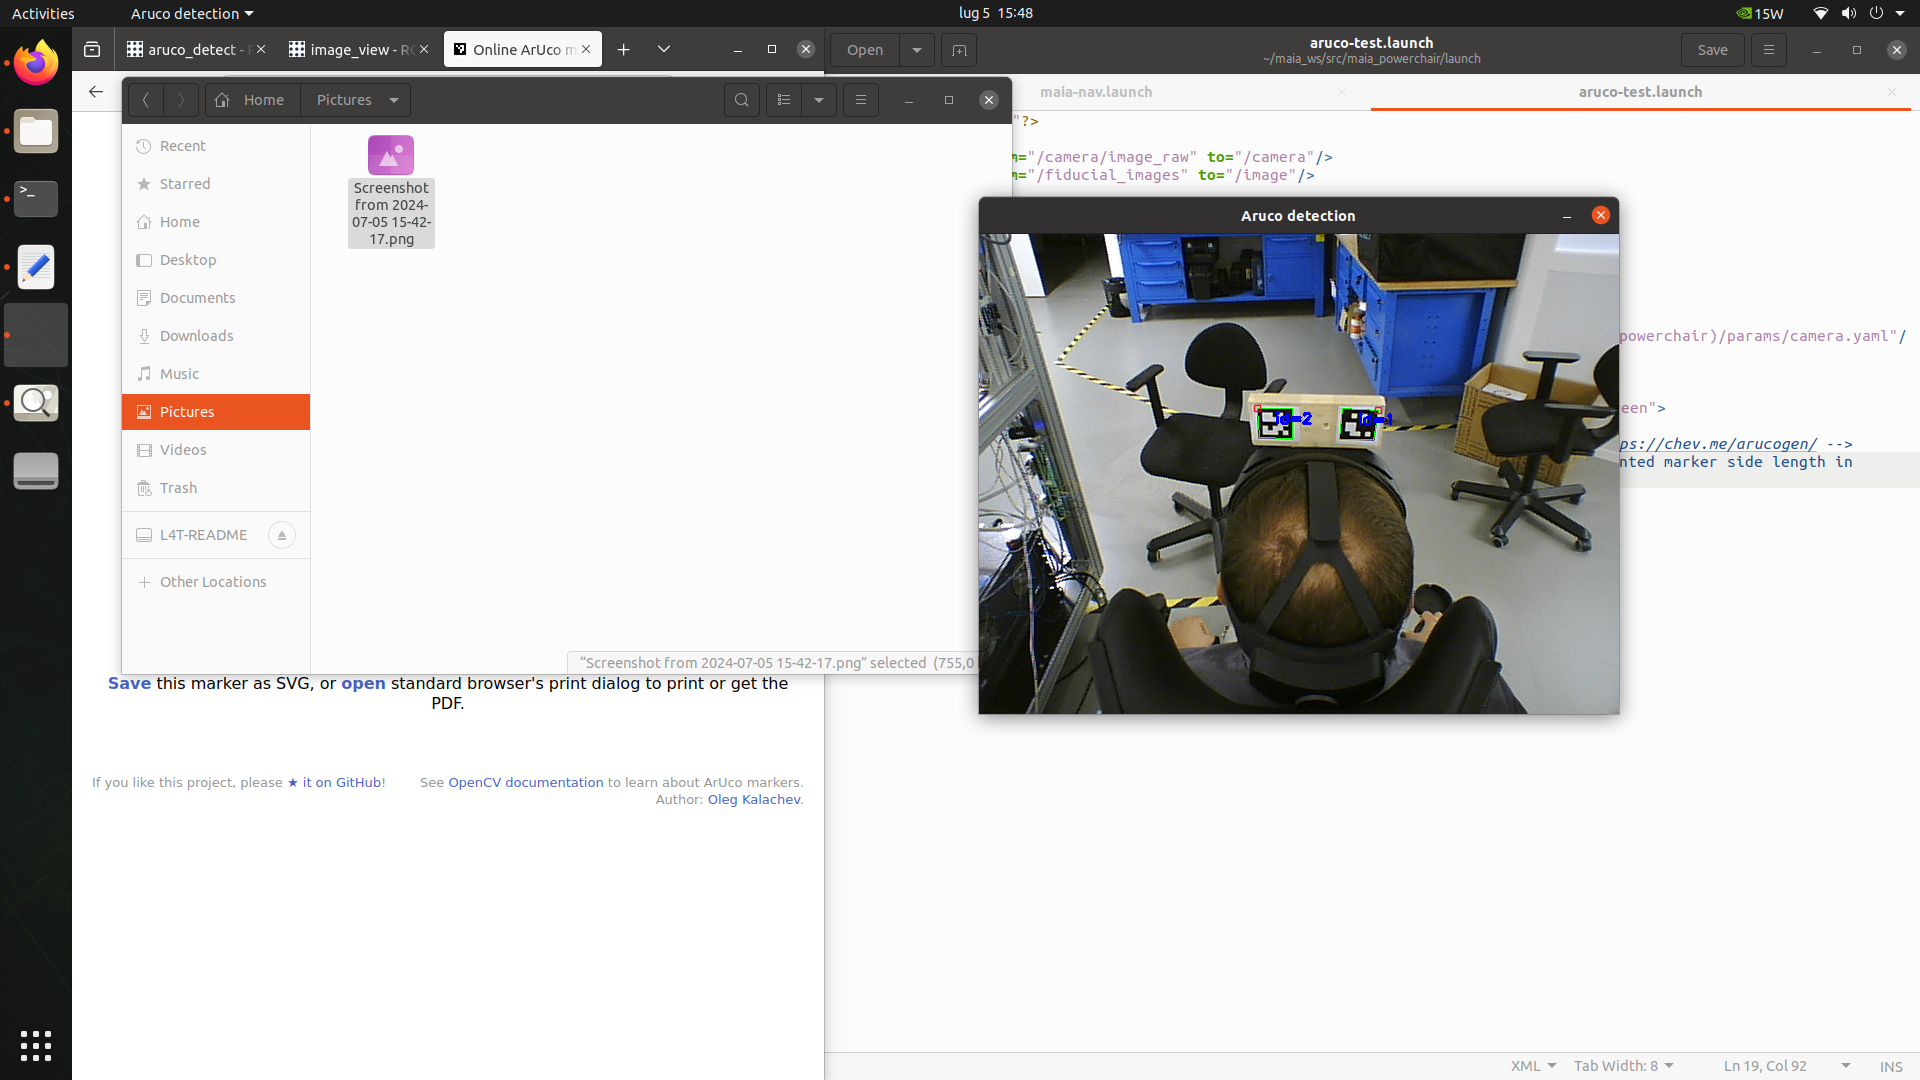 Activities
Aruco detection
lug 5 15:48
15W
aruco_detect -
image_view - RO
Online ArUco m
Open
aruco-test.launch
~/maia_ws/src/maia_powerchair/launch
Save
Home
Pictures
maia-nav.launch
aruco-test.launch
"?>
="/camera/image_raw" to="/camera"/>
="/fiducial_images" to="/image"/>
Recent
Starred
Home
Desktop
Documents
Downloads
Music
Pictures
Videos
Trash
L4T-README
Other Locations
Screenshot
from 2024-
07-05 15-42-
17.png
“Screenshot from 2024-07-05 15-42-17.png” selected (755,0
Aruco detection
id=2
id=1
powerchair)/params/camera.yaml"/
een">
ps://chev.me/arucogen/ -->
nted marker side length in
Save this marker as SVG, or open standard browser's print dialog to print or get the
PDF.
If you like this project, please ★ it on GitHub!
See OpenCV documentation to learn about ArUco markers.
Author: Oleg Kalachev.
XML
Tab Width: 8
Ln 19, Col 92
INS